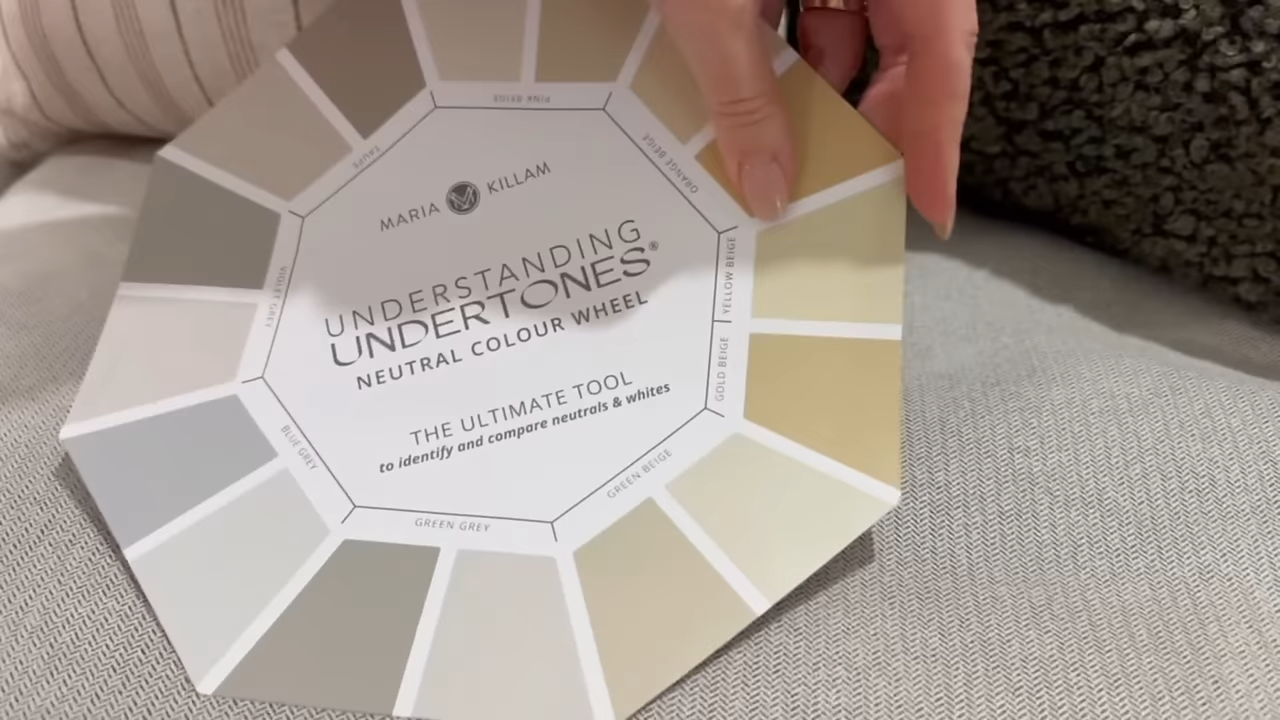 MARIA KILLAM
UNDERSTANDING
UNDERTONES®
NEUTRAL COLOUR WHEEL
THE ULTIMATE TOOL
to identify and compare neutrals & whites
PINK BEIGE
ORANGE BEIGE
YELLOW BEIGE
GOLD BEIGE
GREEN BEIGE
GREEN GREY
BLUE GREY
VIOLET GREY
TAUPE